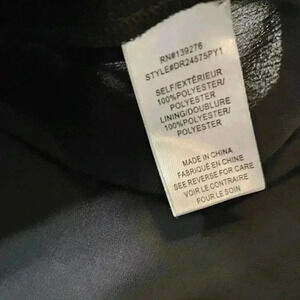 RN#139276
STYLE#DR24575PY1
SELF/EXTÉRIEUR
100%POLYESTER/
POLYESTER
LINING/DOUBLURE
100%POLYESTER/
POLYESTER
MADE IN CHINA
FABRIQUÉ EN CHINE
SEE REVERSE FOR CARE
VOIR LE CONTRAIRE
POUR LE SOIN